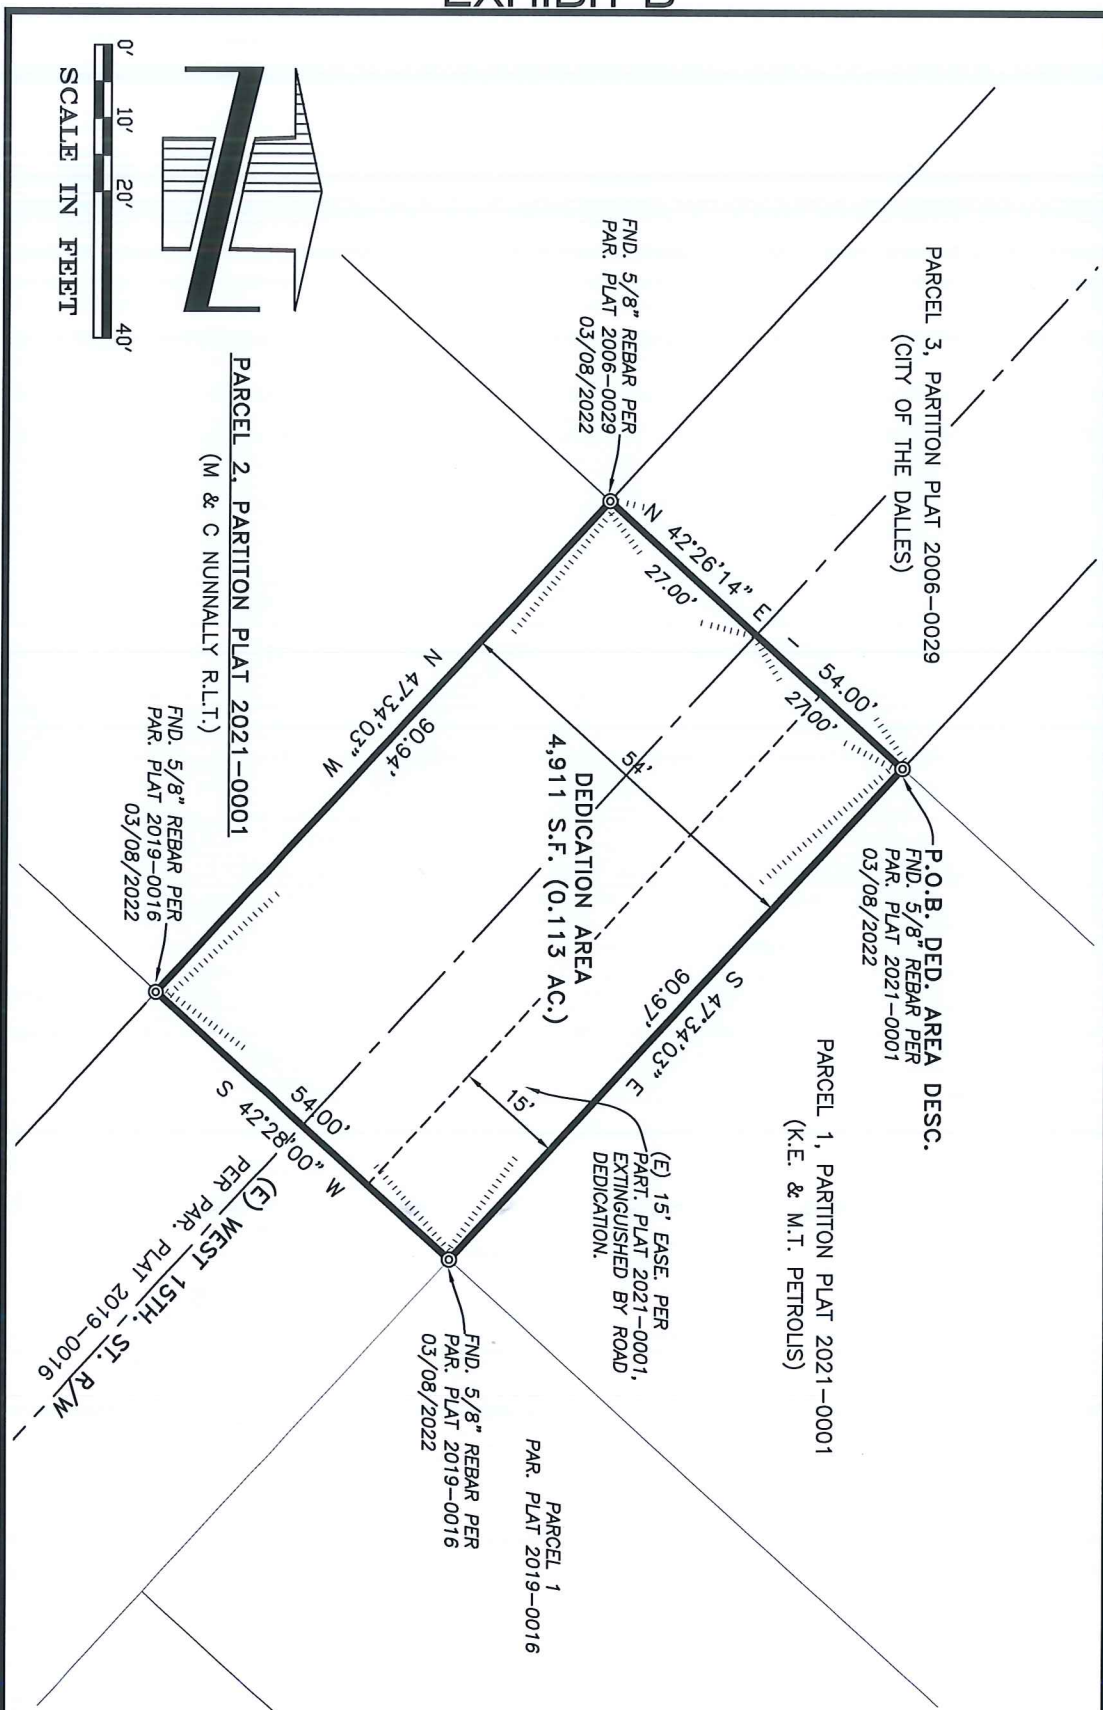 EXHIBIT B
PARCEL 3, PARTITON PLAT 2006-0029
(CITY OF THE DALLES)
FND. 5/8" REBAR PER
PAR. PLAT 2006-0029
03/08/2022
N 42°26'14" E - 54.00'
27.00'
27.00'
P.O.B. DED. AREA DESC.
FND. 5/8" REBAR PER
PAR. PLAT 2021-0001
03/08/2022
PARCEL 1, PARTITON PLAT 2021-0001
(K.E. & M.T. PETROLIS)
54'
DEDICATION AREA
4,911 S.F. (0.113 AC.)
S 47°34'03" E
90.97'
N 47°34'03" W
90.94'
15'
(E) 15' EASE. PER
PART. PLAT 2021-0001,
EXTINGUISHED BY ROAD
DEDICATION.
PARCEL 1
PAR. PLAT 2019-0016
FND. 5/8" REBAR PER
PAR. PLAT 2019-0016
03/08/2022
54.00'
S 42°28'00" W
(E) WEST 15TH. ST. R/W
PER PAR. PLAT 2019-0016
PARCEL 2, PARTITON PLAT 2021-0001
(M & C NUNNALLY R.L.T.)
FND. 5/8" REBAR PER
PAR. PLAT 2019-0016
03/08/2022
N
0' 10' 20' 40'
SCALE IN FEET